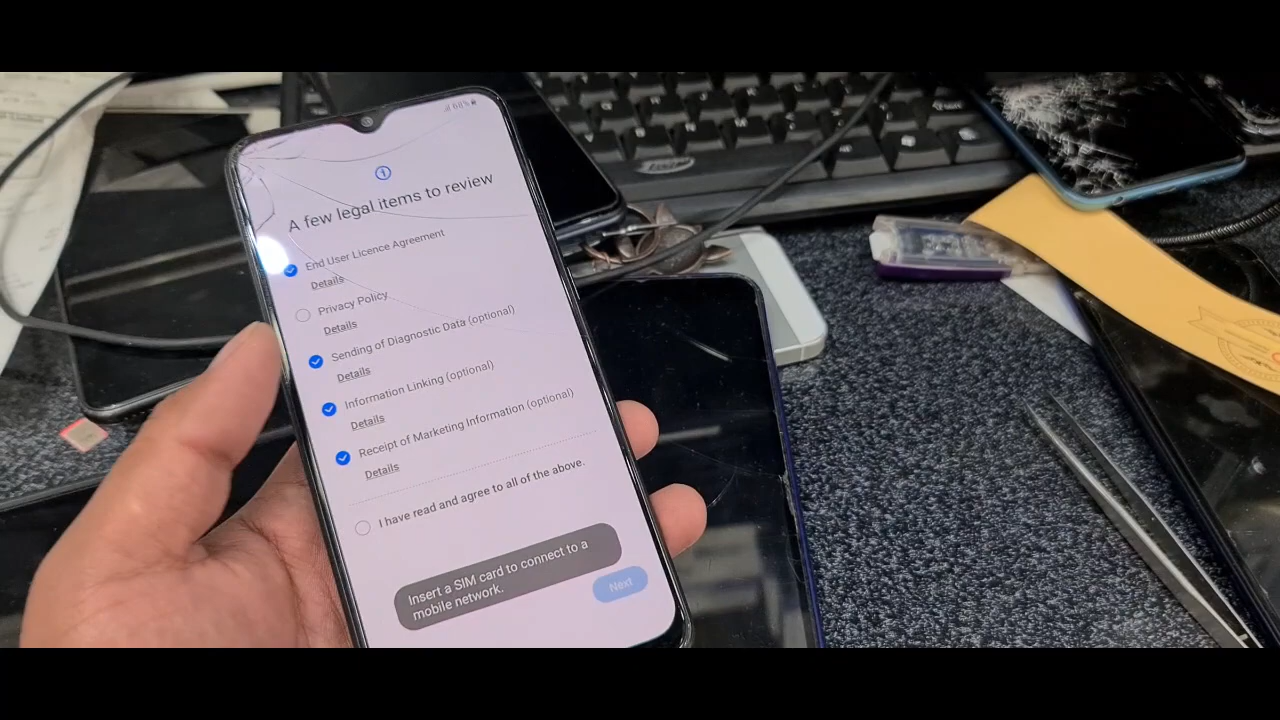 68%
A few legal items to review
End User Licence Agreement
Details
Privacy Policy
Details
Sending of Diagnostic Data (optional)
Details
Information Linking (optional)
Details
Receipt of Marketing Information (optional)
Details
I have read and agree to all of the above.
Insert a SIM card to connect to a
mobile network.
Next